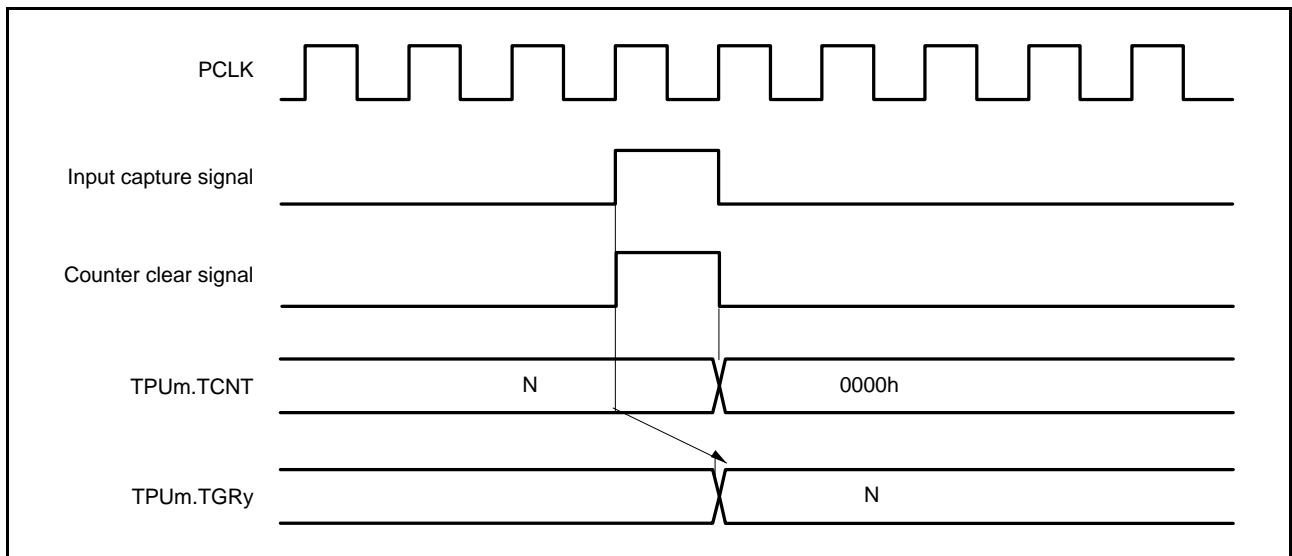 PCLK
Input capture signal
Counter clear signal
TPUm.TCNT
N
0000h
TPUm.TGRy
N